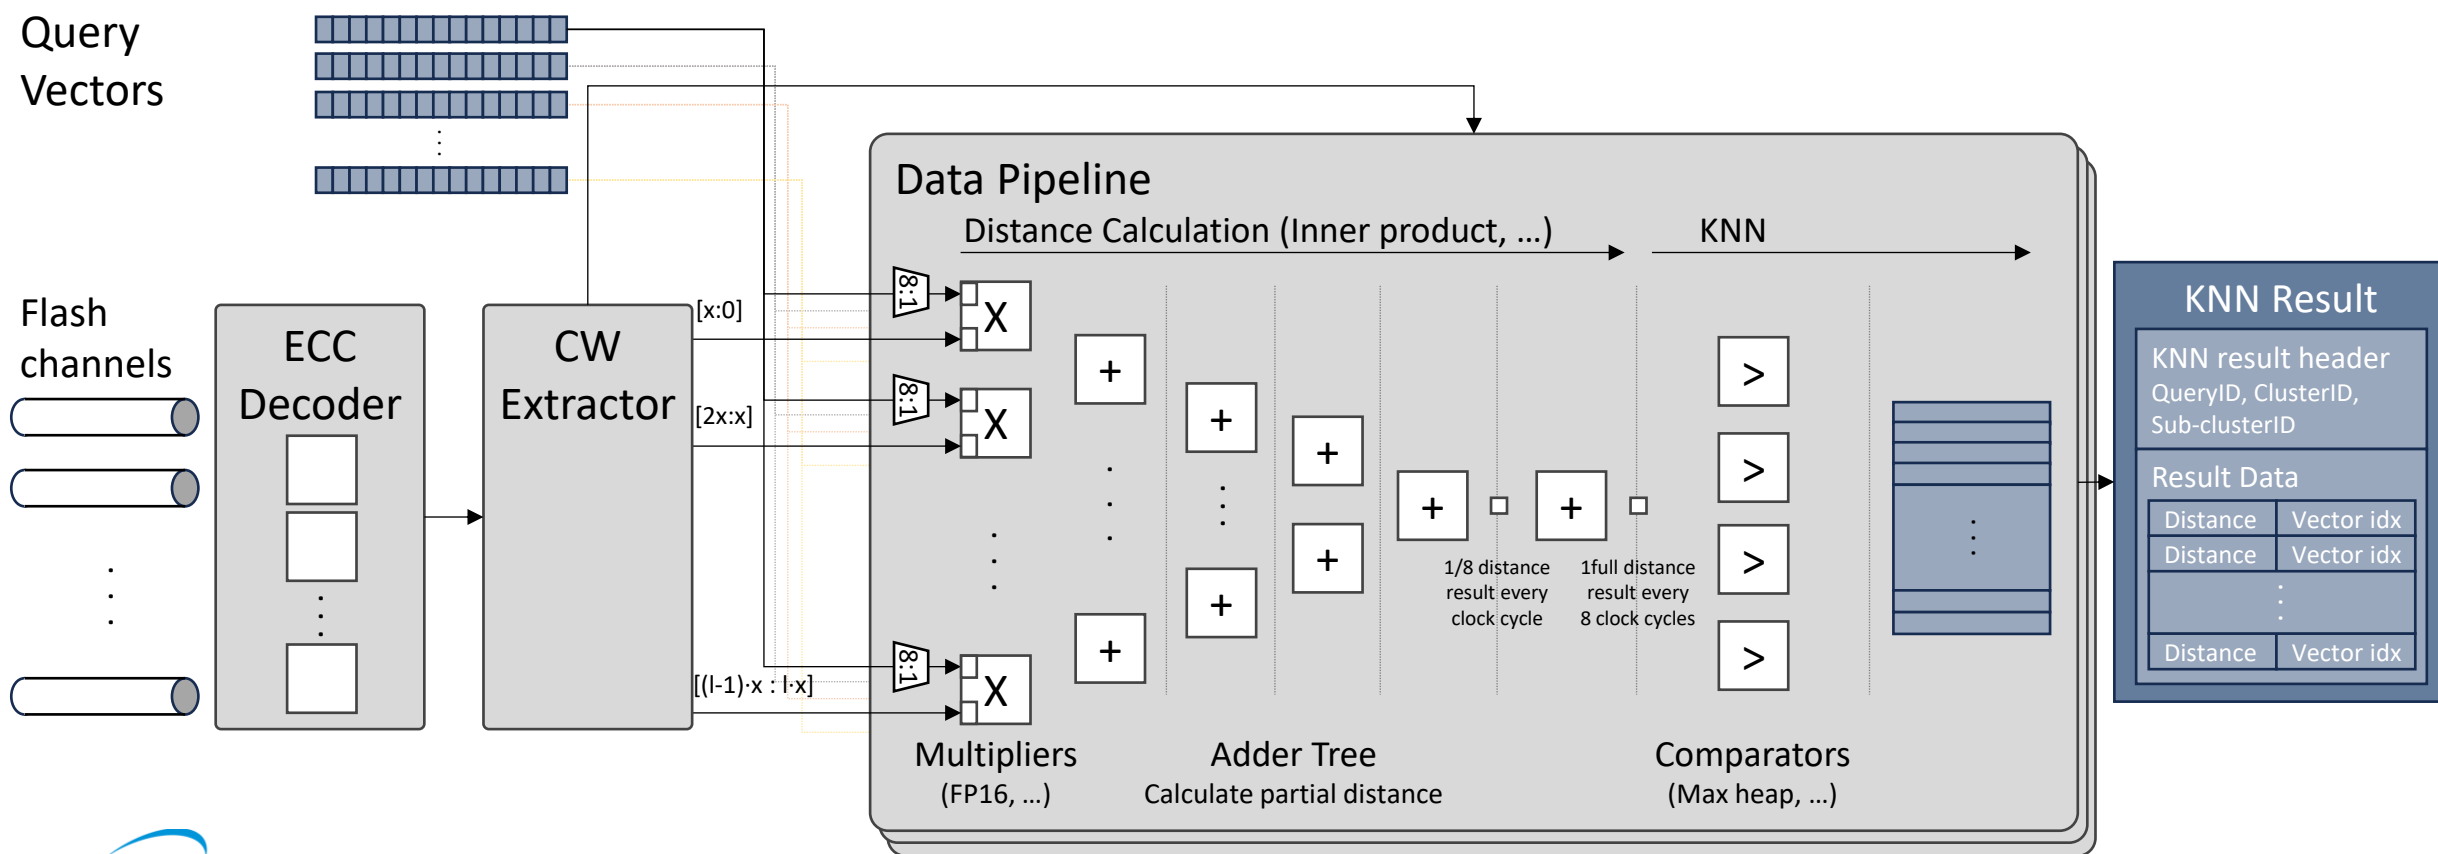 Query
Vectors
Data Pipeline
Distance Calculation (Inner product, ...)
KNN
Flash
channels
ECC
Decoder
CW
Extractor
[x:0]
[2x:x]
[(l-1)·x : l·x]
8:1
X
8:1
X
8:1
X
+
+
+
+
+
+
+
+
1/8 distance
result every
clock cycle
1full distance
result every
8 clock cycles
>
>
>
>
Multipliers
(FP16, ...)
Adder Tree
Calculate partial distance
Comparators
(Max heap, ...)
KNN Result
KNN result header
QueryID, ClusterID,
Sub-clusterID
Result Data
Distance Vector idx
Distance Vector idx
Distance Vector idx